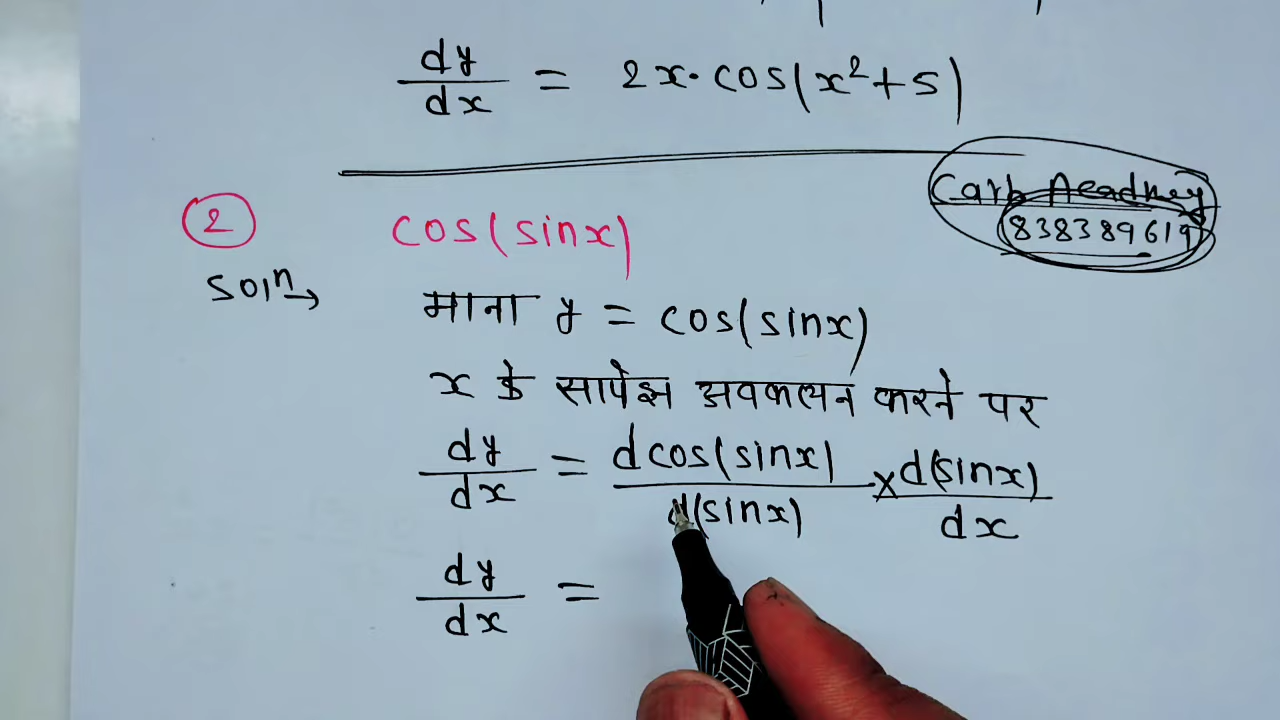 dy/dx = 2x·cos(x²+5)
Carb Academy
838389619
② cos(sinx)
Solⁿ→ माना y = cos(sinx)
x के सापेक्ष अवकलन करने पर
dy/dx = dcos(sinx)/d(sinx) × d(sinx)/dx
dy/dx =